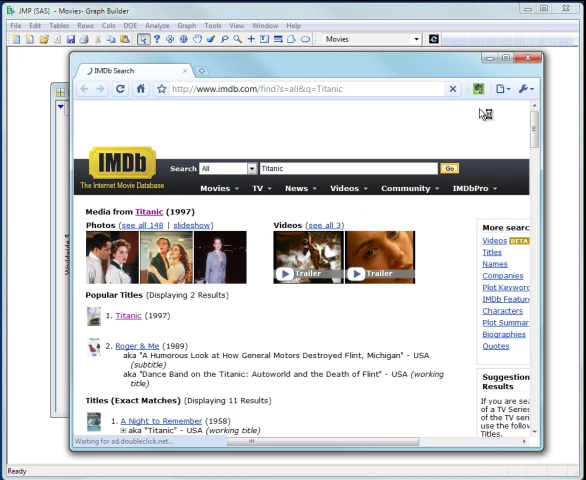 JMP (SAS) - Movies- Graph Builder
File Edit Tables Rows Cols DOE Analyze Graph Tools View Window Help
Movies
IMDb Search
http://www.imdb.com/find?s=all&q=Titanic
IMDb
The Internet Movie Database
Search All Titanic Go
Movies TV News Videos Community IMDbPro
Media from Titanic (1997)
Photos (see all 148 | slideshow)
Videos (see all 3)
Trailer Trailer
Popular Titles (Displaying 2 Results)
1. Titanic (1997)
2. Roger & Me (1989)
aka "A Humorous Look at How General Motors Destroyed Flint, Michigan" - USA
(subtitle)
aka "Dance Band on the Titanic: Autoworld and the Death of Flint" - USA (working
title)
Titles (Exact Matches) (Displaying 11 Results)
1. A Night to Remember (1958)
aka "Titanic" - USA (working title)
More searc
Videos BETA
Titles
Names
Companies
Plot Keyword
IMDb Feature
Characters
Plot Summar
Biographies
Quotes
Suggestion
Results
If you are sea
of a TV Series
of the TV seri
use the follow
Titles.
Waiting for ad.doubleclick.net...
Ready